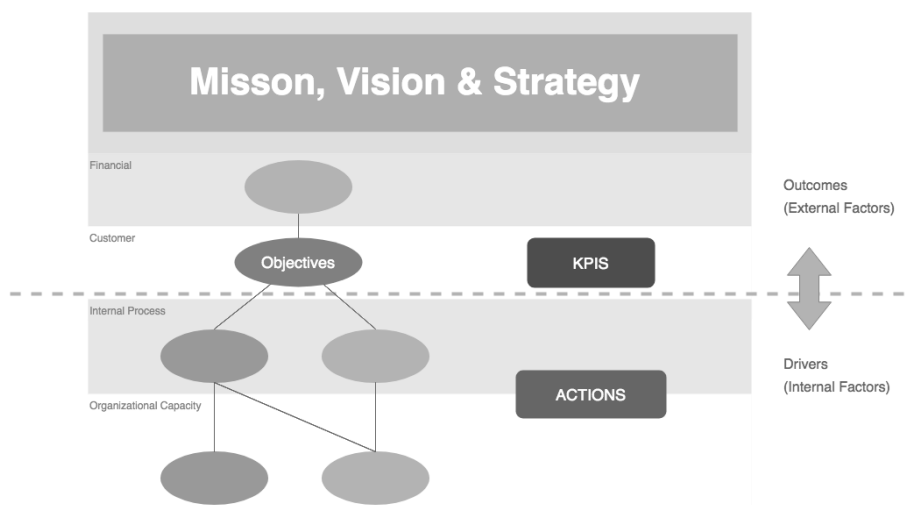 Misson, Vision & Strategy
Financial
Outcomes
(External Factors)
Customer
Objectives
KPIS
Internal Process
Drivers
(Internal Factors)
ACTIONS
Organizational Capacity